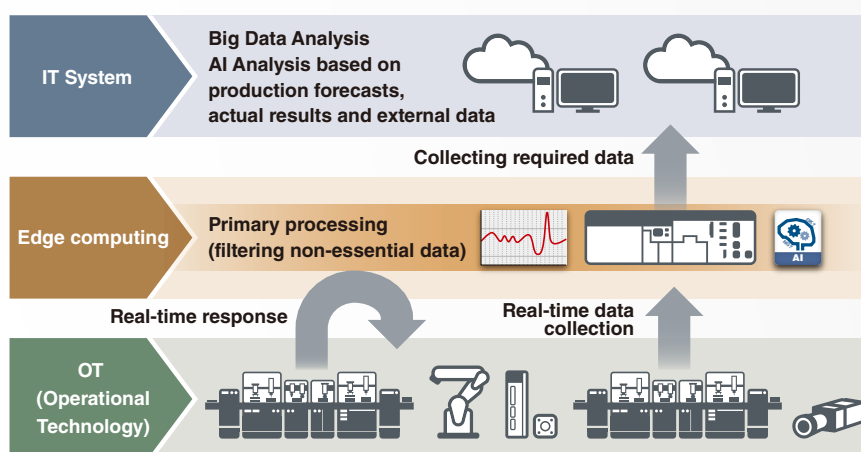 IT System
Big Data Analysis
AI Analysis based on
production forecasts,
actual results and external data
Collecting required data
Edge computing
Primary processing
(filtering non-essential data)
AI
Real-time response
Real-time data
collection
OT
(Operational
Technology)